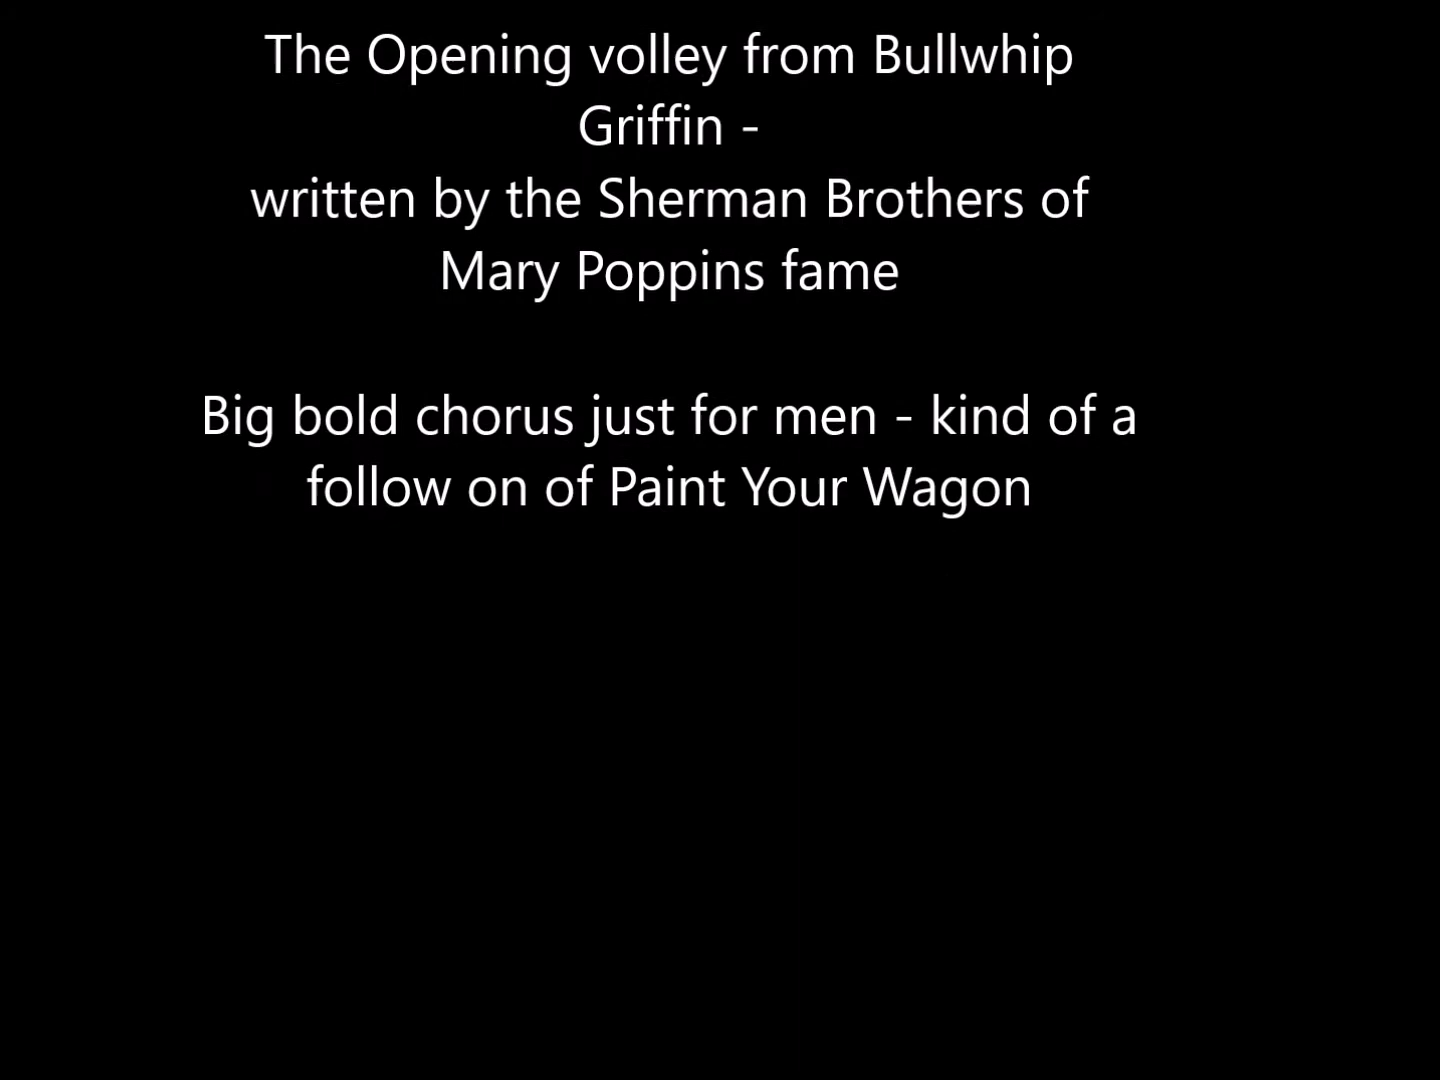 The Opening volley from Bullwhip
Griffin -
written by the Sherman Brothers of
Mary Poppins fame
Big bold chorus just for men - kind of a
follow on of Paint Your Wagon